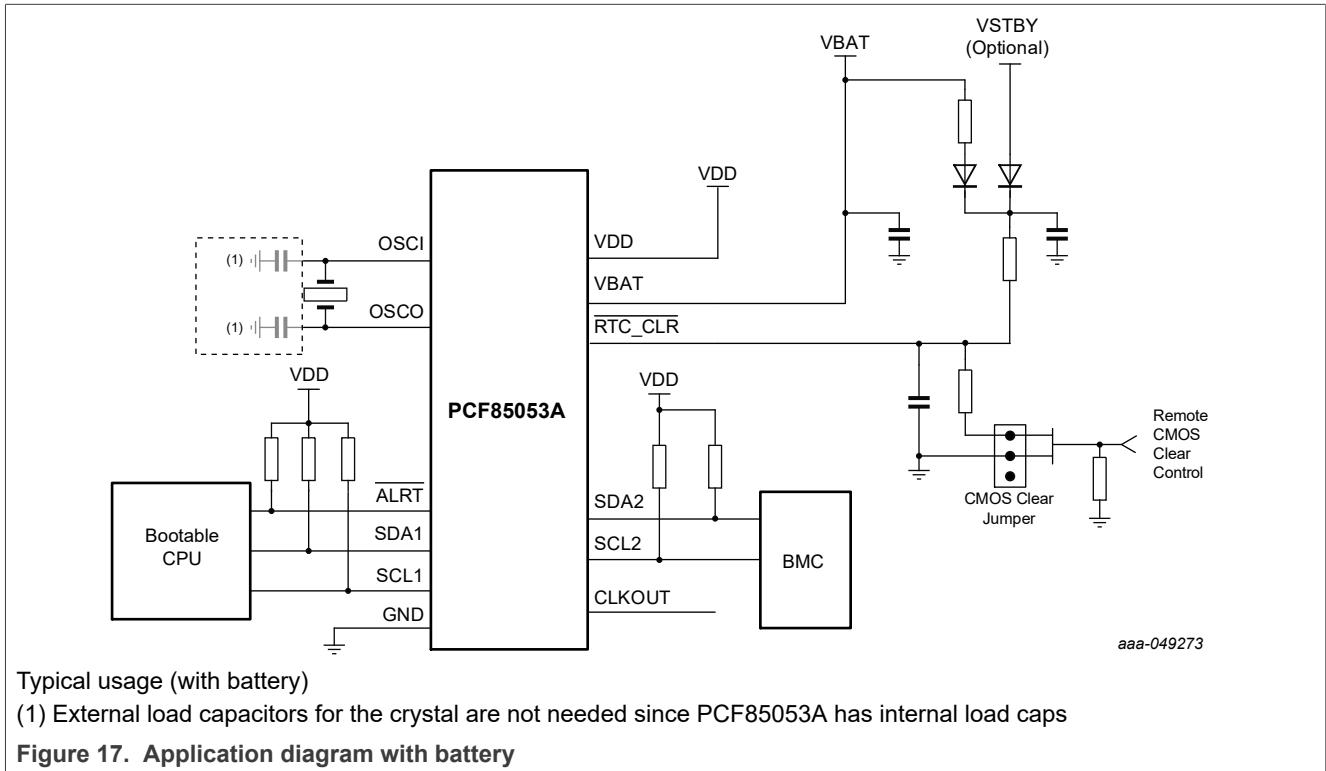 VBAT
VSTBY
(Optional)
VDD
OSCI
VDD
(1)
VBAT
OSCO
RTC_CLR
(1)
VDD
VDD
PCF85053A
Remote
CMOS
Clear
Control
ALRT
SDA2
CMOS Clear
Jumper
Bootable
CPU
SDA1
SCL2
BMC
SCL1
CLKOUT
GND
aaa-049273
Typical usage (with battery)
(1) External load capacitors for the crystal are not needed since PCF85053A has internal load caps
Figure 17. Application diagram with battery